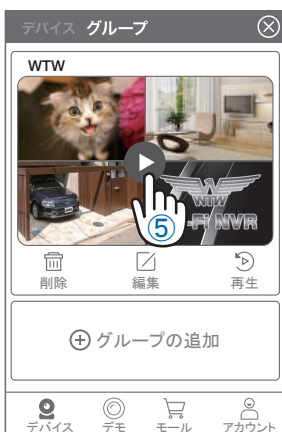 デバイス グループ
WTW
WTW
-Fi NVR
⑤
削除 編集 再生
グループの追加
デバイス デモ モール アカウント